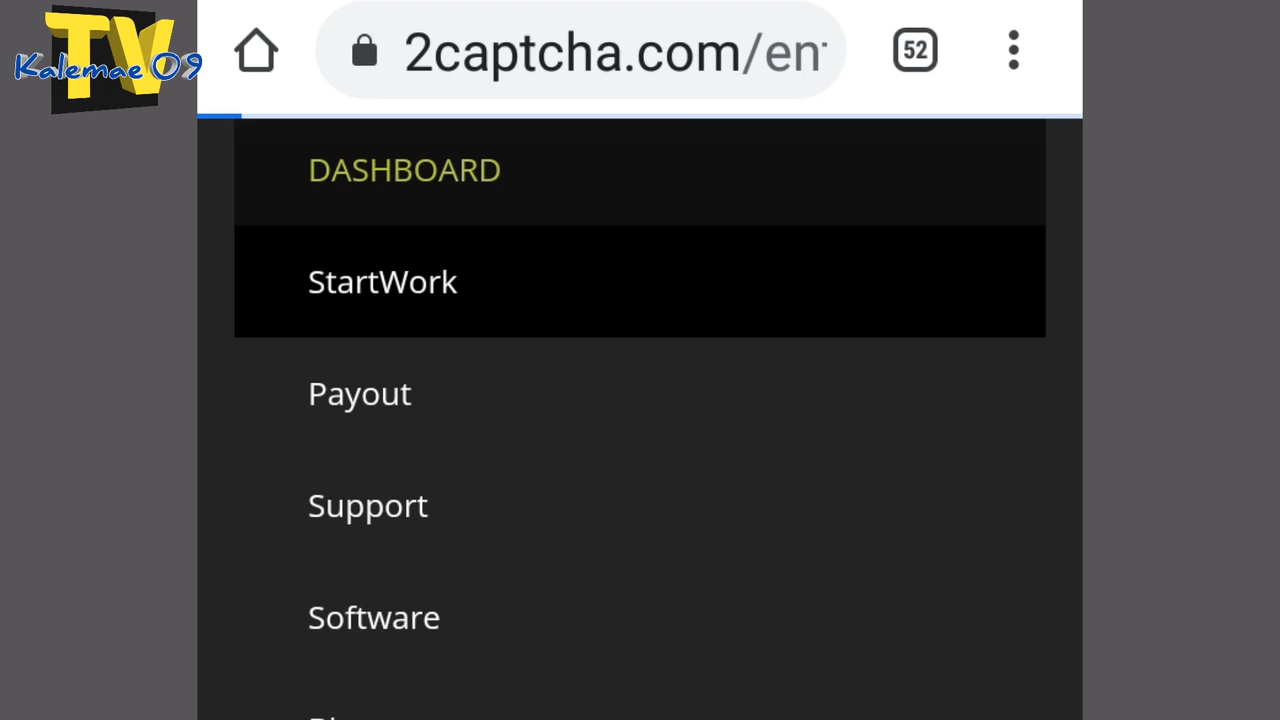 TV
Kalemae 09
2captcha.com/en
52
DASHBOARD
StartWork
Payout
Support
Software